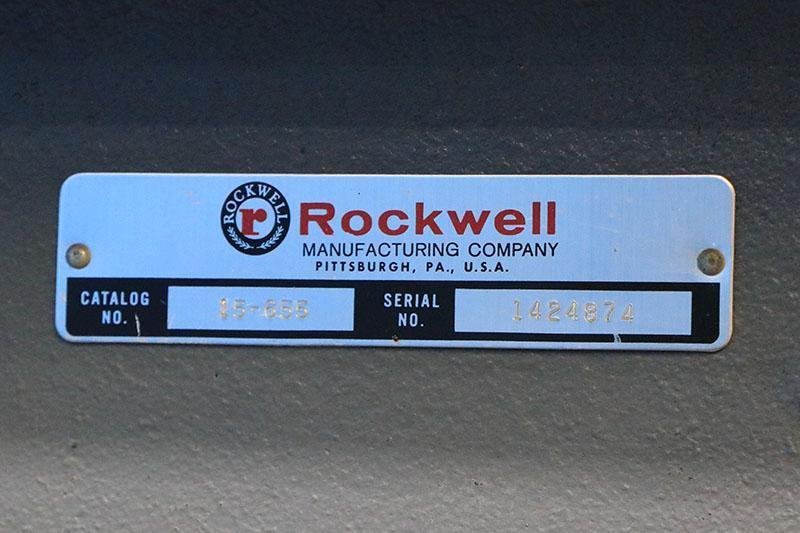 ROCKWELL
r
Rockwell
MANUFACTURING COMPANY
PITTSBURGH, PA., U.S.A.
CATALOG
NO.
15-655
SERIAL
NO.
1424874